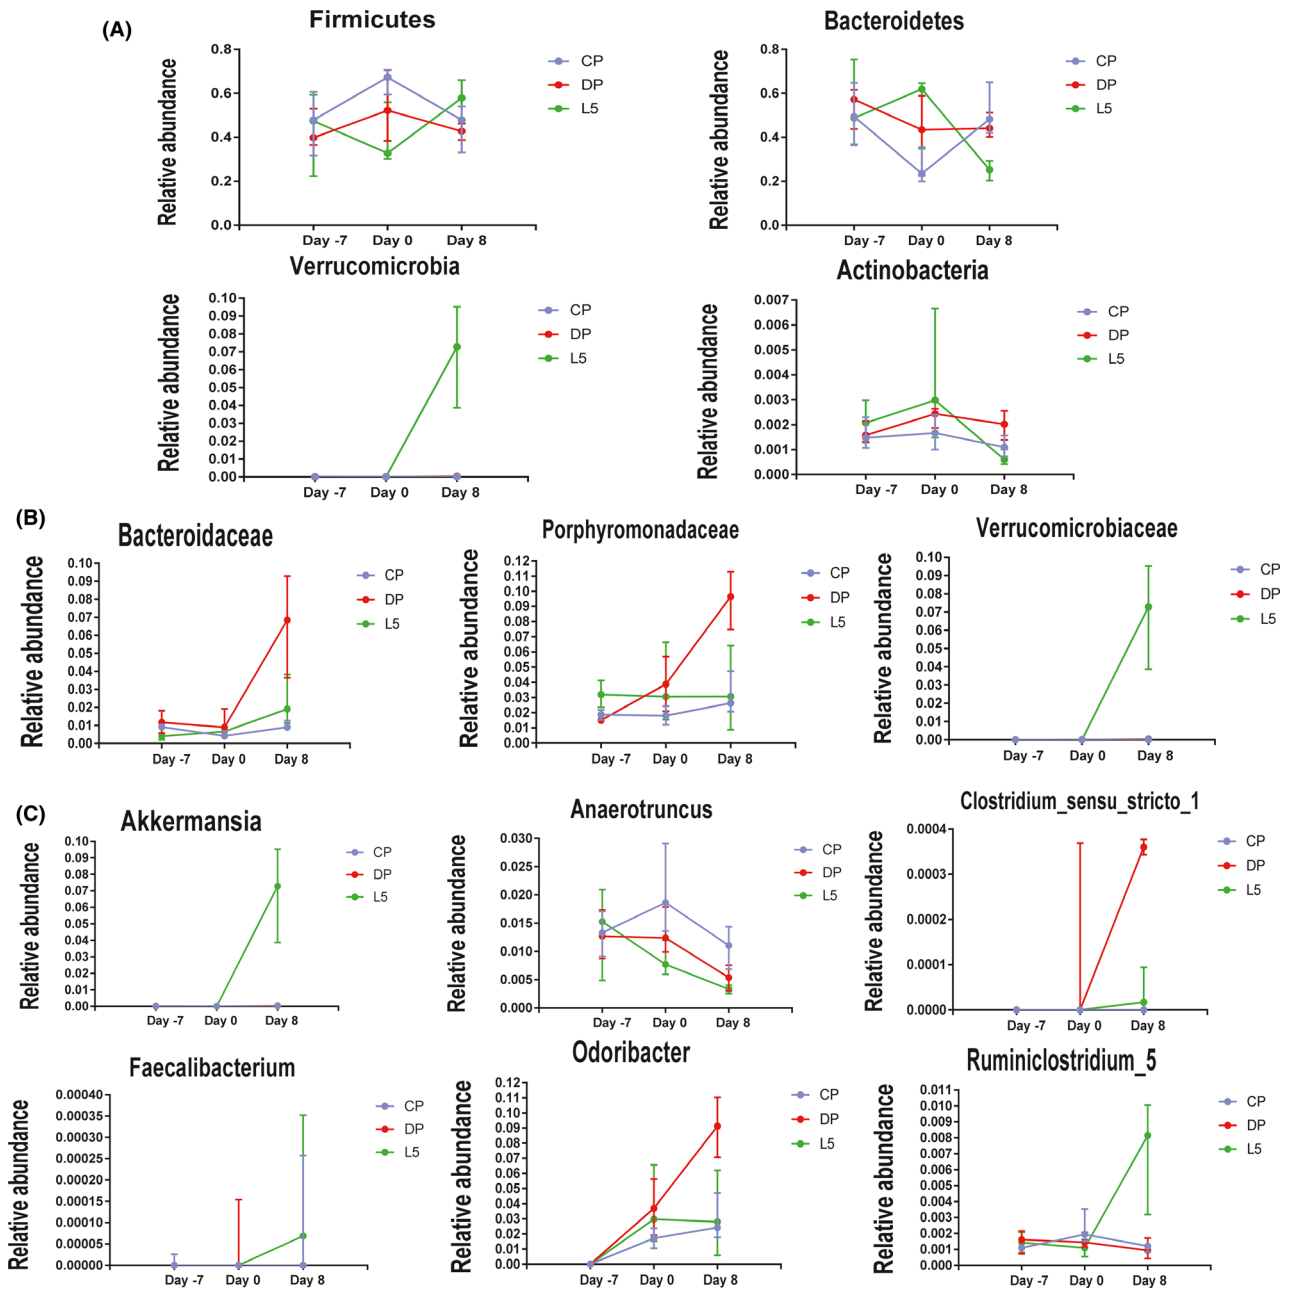 (A)
Firmicutes
Relative abundance
0.8
0.6
0.4
0.2
0.0
Day -7 Day 0 Day 8
CP
DP
L5
Bacteroidetes
Relative abundance
0.8
0.6
0.4
0.2
0.0
Day -7 Day 0 Day 8
CP
DP
L5
Verrucomicrobia
Relative abundance
0.10
0.09
0.08
0.07
0.06
0.05
0.04
0.03
0.02
0.01
0.00
Day -7 Day 0 Day 8
CP
DP
L5
Actinobacteria
Relative abundance
0.007
0.006
0.005
0.004
0.003
0.002
0.001
0.000
Day -7 Day 0 Day 8
CP
DP
L5
(B)
Bacteroidaceae
Relative abundance
0.10
0.09
0.08
0.07
0.06
0.05
0.04
0.03
0.02
0.01
0.00
Day -7 Day 0 Day 8
CP
DP
L5
Porphyromonadaceae
Relative abundance
0.12
0.11
0.10
0.09
0.08
0.07
0.06
0.05
0.04
0.03
0.02
0.01
0.00
Day -7 Day 0 Day 8
CP
DP
L5
Verrucomicrobiaceae
Relative abundance
0.10
0.09
0.08
0.07
0.06
0.05
0.04
0.03
0.02
0.01
0.00
Day -7 Day 0 Day 8
CP
DP
L5
(C)
Akkermansia
Relative abundance
0.10
0.09
0.08
0.07
0.06
0.05
0.04
0.03
0.02
0.01
0.00
Day -7 Day 0 Day 8
CP
DP
L5
Anaerotruncus
Relative abundance
0.030
0.025
0.020
0.015
0.010
0.005
0.000
Day -7 Day 0 Day 8
CP
DP
L5
Clostridium_sensu_stricto_1
Relative abundance
0.0004
0.0003
0.0002
0.0001
0.0000
Day -7 Day 0 Day 8
CP
DP
L5
Faecalibacterium
Relative abundance
0.00040
0.00035
0.00030
0.00025
0.00020
0.00015
0.00010
0.00005
0.00000
Day -7 Day 0 Day 8
CP
DP
L5
Odoribacter
Relative abundance
0.12
0.11
0.10
0.09
0.08
0.07
0.06
0.05
0.04
0.03
0.02
0.01
0.00
Day -7 Day 0 Day 8
CP
DP
L5
Ruminiclostridium_5
Relative abundance
0.011
0.010
0.009
0.008
0.007
0.006
0.005
0.004
0.003
0.002
0.001
0.000
Day -7 Day 0 Day 8
CP
DP
L5